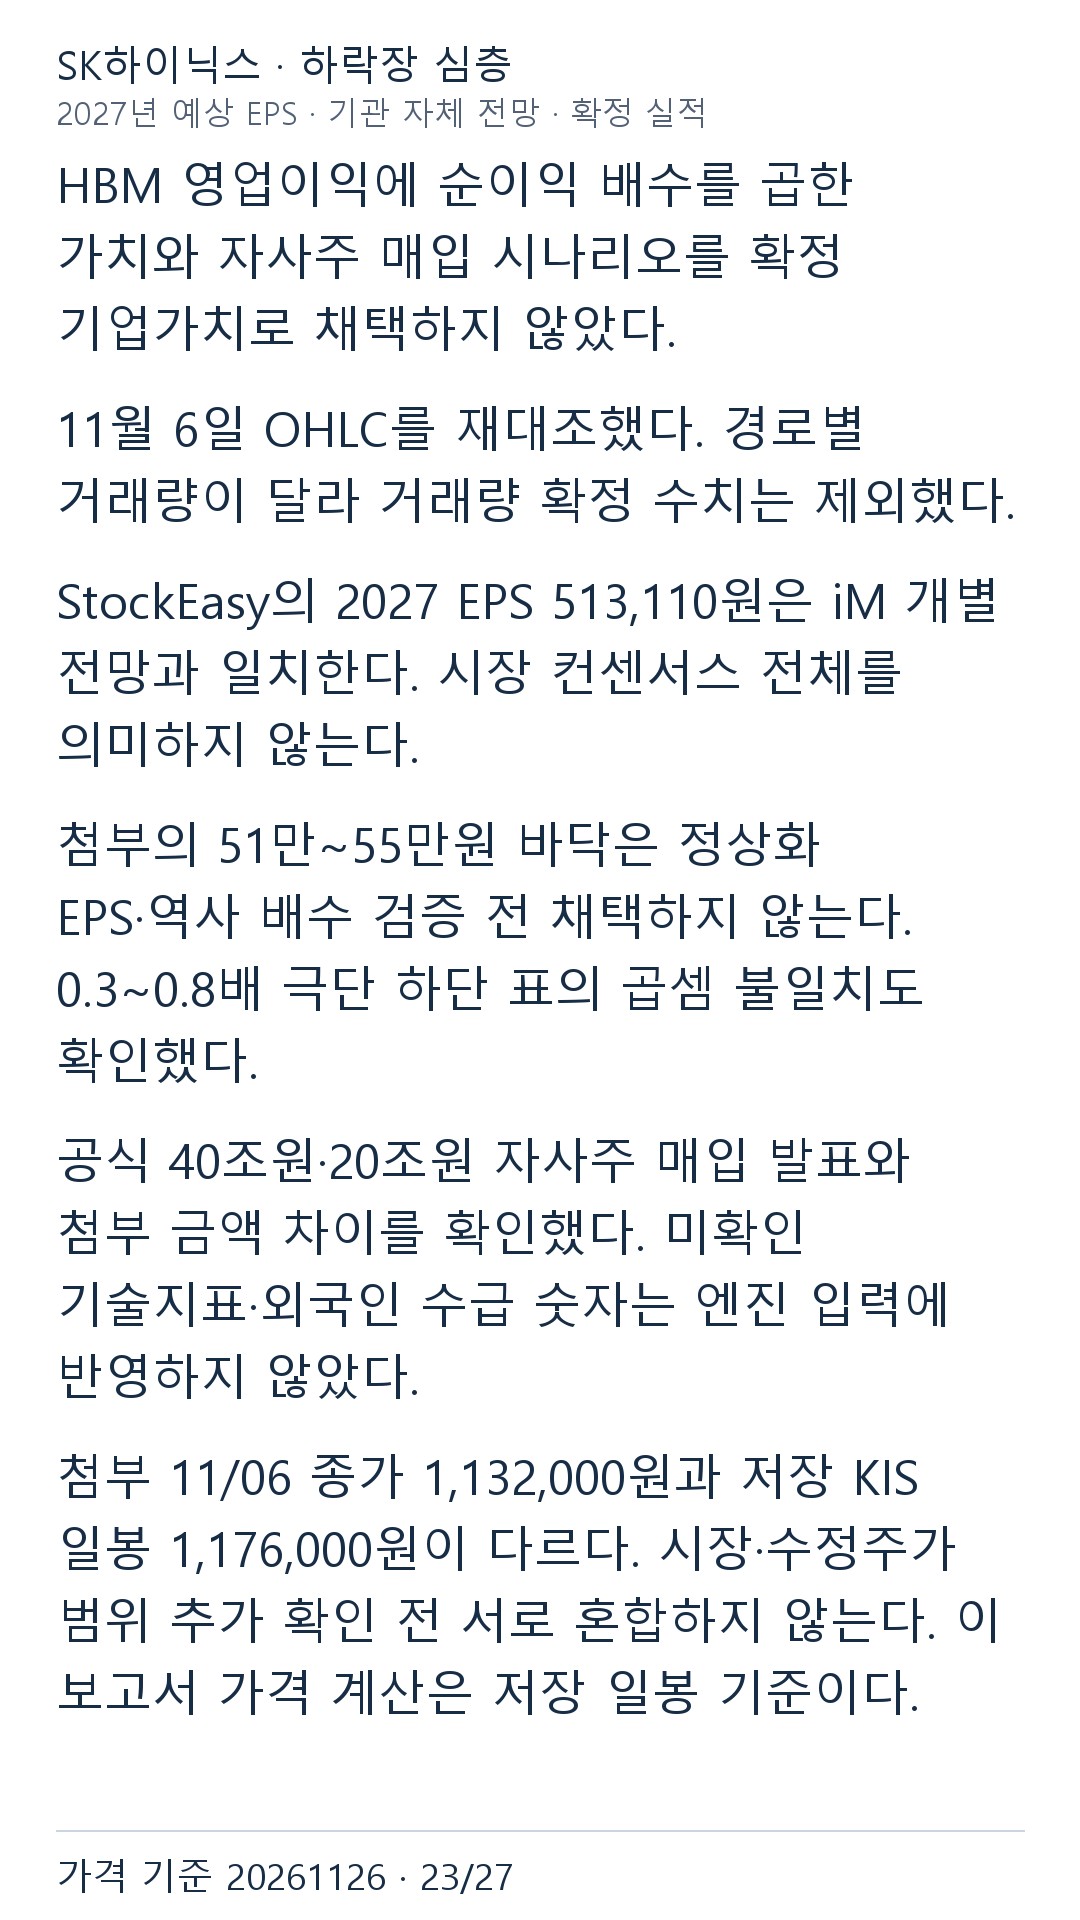 SK하이닉스 · 하락장 심층
2027년 예상 EPS · 기관 자체 전망 · 확정 실적
HBM 영업이익에 순이익 배수를 곱한
가치와 자사주 매입 시나리오를 확정
기업가치로 채택하지 않았다.
11월 6일 OHLC를 재대조했다. 경로별
거래량이 달라 거래량 확정 수치는 제외했다.
StockEasy의 2027 EPS 513,110원은 iM 개별
전망과 일치한다. 시장 컨센서스 전체를
의미하지 않는다.
첨부의 51만~55만원 바닥은 정상화
EPS·역사 배수 검증 전 채택하지 않는다.
0.3~0.8배 극단 하단 표의 곱셈 불일치도
확인했다.
공식 40조원·20조원 자사주 매입 발표와
첨부 금액 차이를 확인했다. 미확인
기술지표·외국인 수급 숫자는 엔진 입력에
반영하지 않았다.
첨부 11/06 종가 1,132,000원과 저장 KIS
일봉 1,176,000원이 다르다. 시장·수정주가
범위 추가 확인 전 서로 혼합하지 않는다. 이
보고서 가격 계산은 저장 일봉 기준이다.
가격 기준 20261126 · 23/27